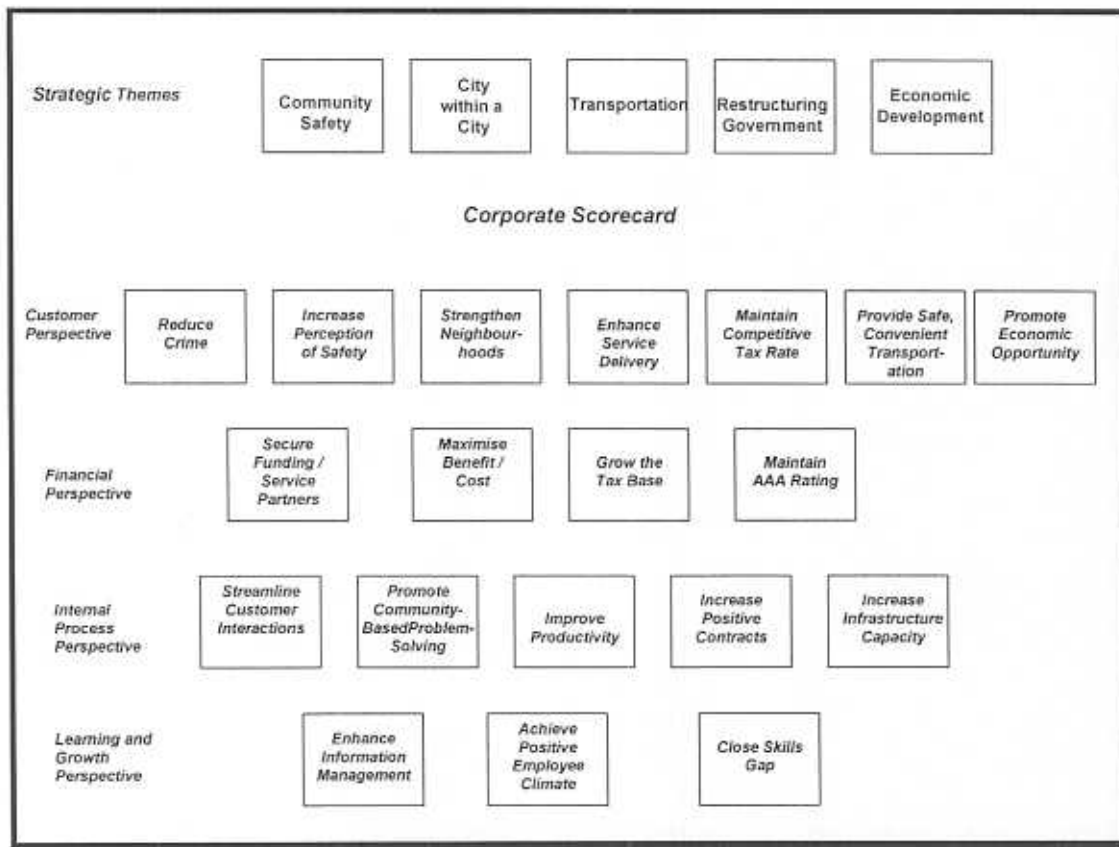 Strategic Themes
Community
Safety
City
within a
City
Transportation
Restructuring
Government
Economic
Development
Corporate Scorecard
Customer
Perspective
Reduce
Crime
Increase
Perception
of Safety
Strengthen
Neighbour-
hoods
Enhance
Service
Delivery
Maintain
Competitive
Tax Rate
Provide Safe,
Convenient
Transport-
ation
Promote
Economic
Opportunity
Financial
Perspective
Secure
Funding /
Service
Partners
Maximise
Benefit /
Cost
Grow the
Tax Base
Maintain
AAA Rating
Internal
Process
Perspective
Streamline
Customer
Interactions
Promote
Community-
BasedProblem-
Solving
Improve
Productivity
Increase
Positive
Contracts
Increase
Infrastructure
Capacity
Learning and
Growth
Perspective
Enhance
Information
Management
Achieve
Positive
Employee
Climate
Close Skills
Gap